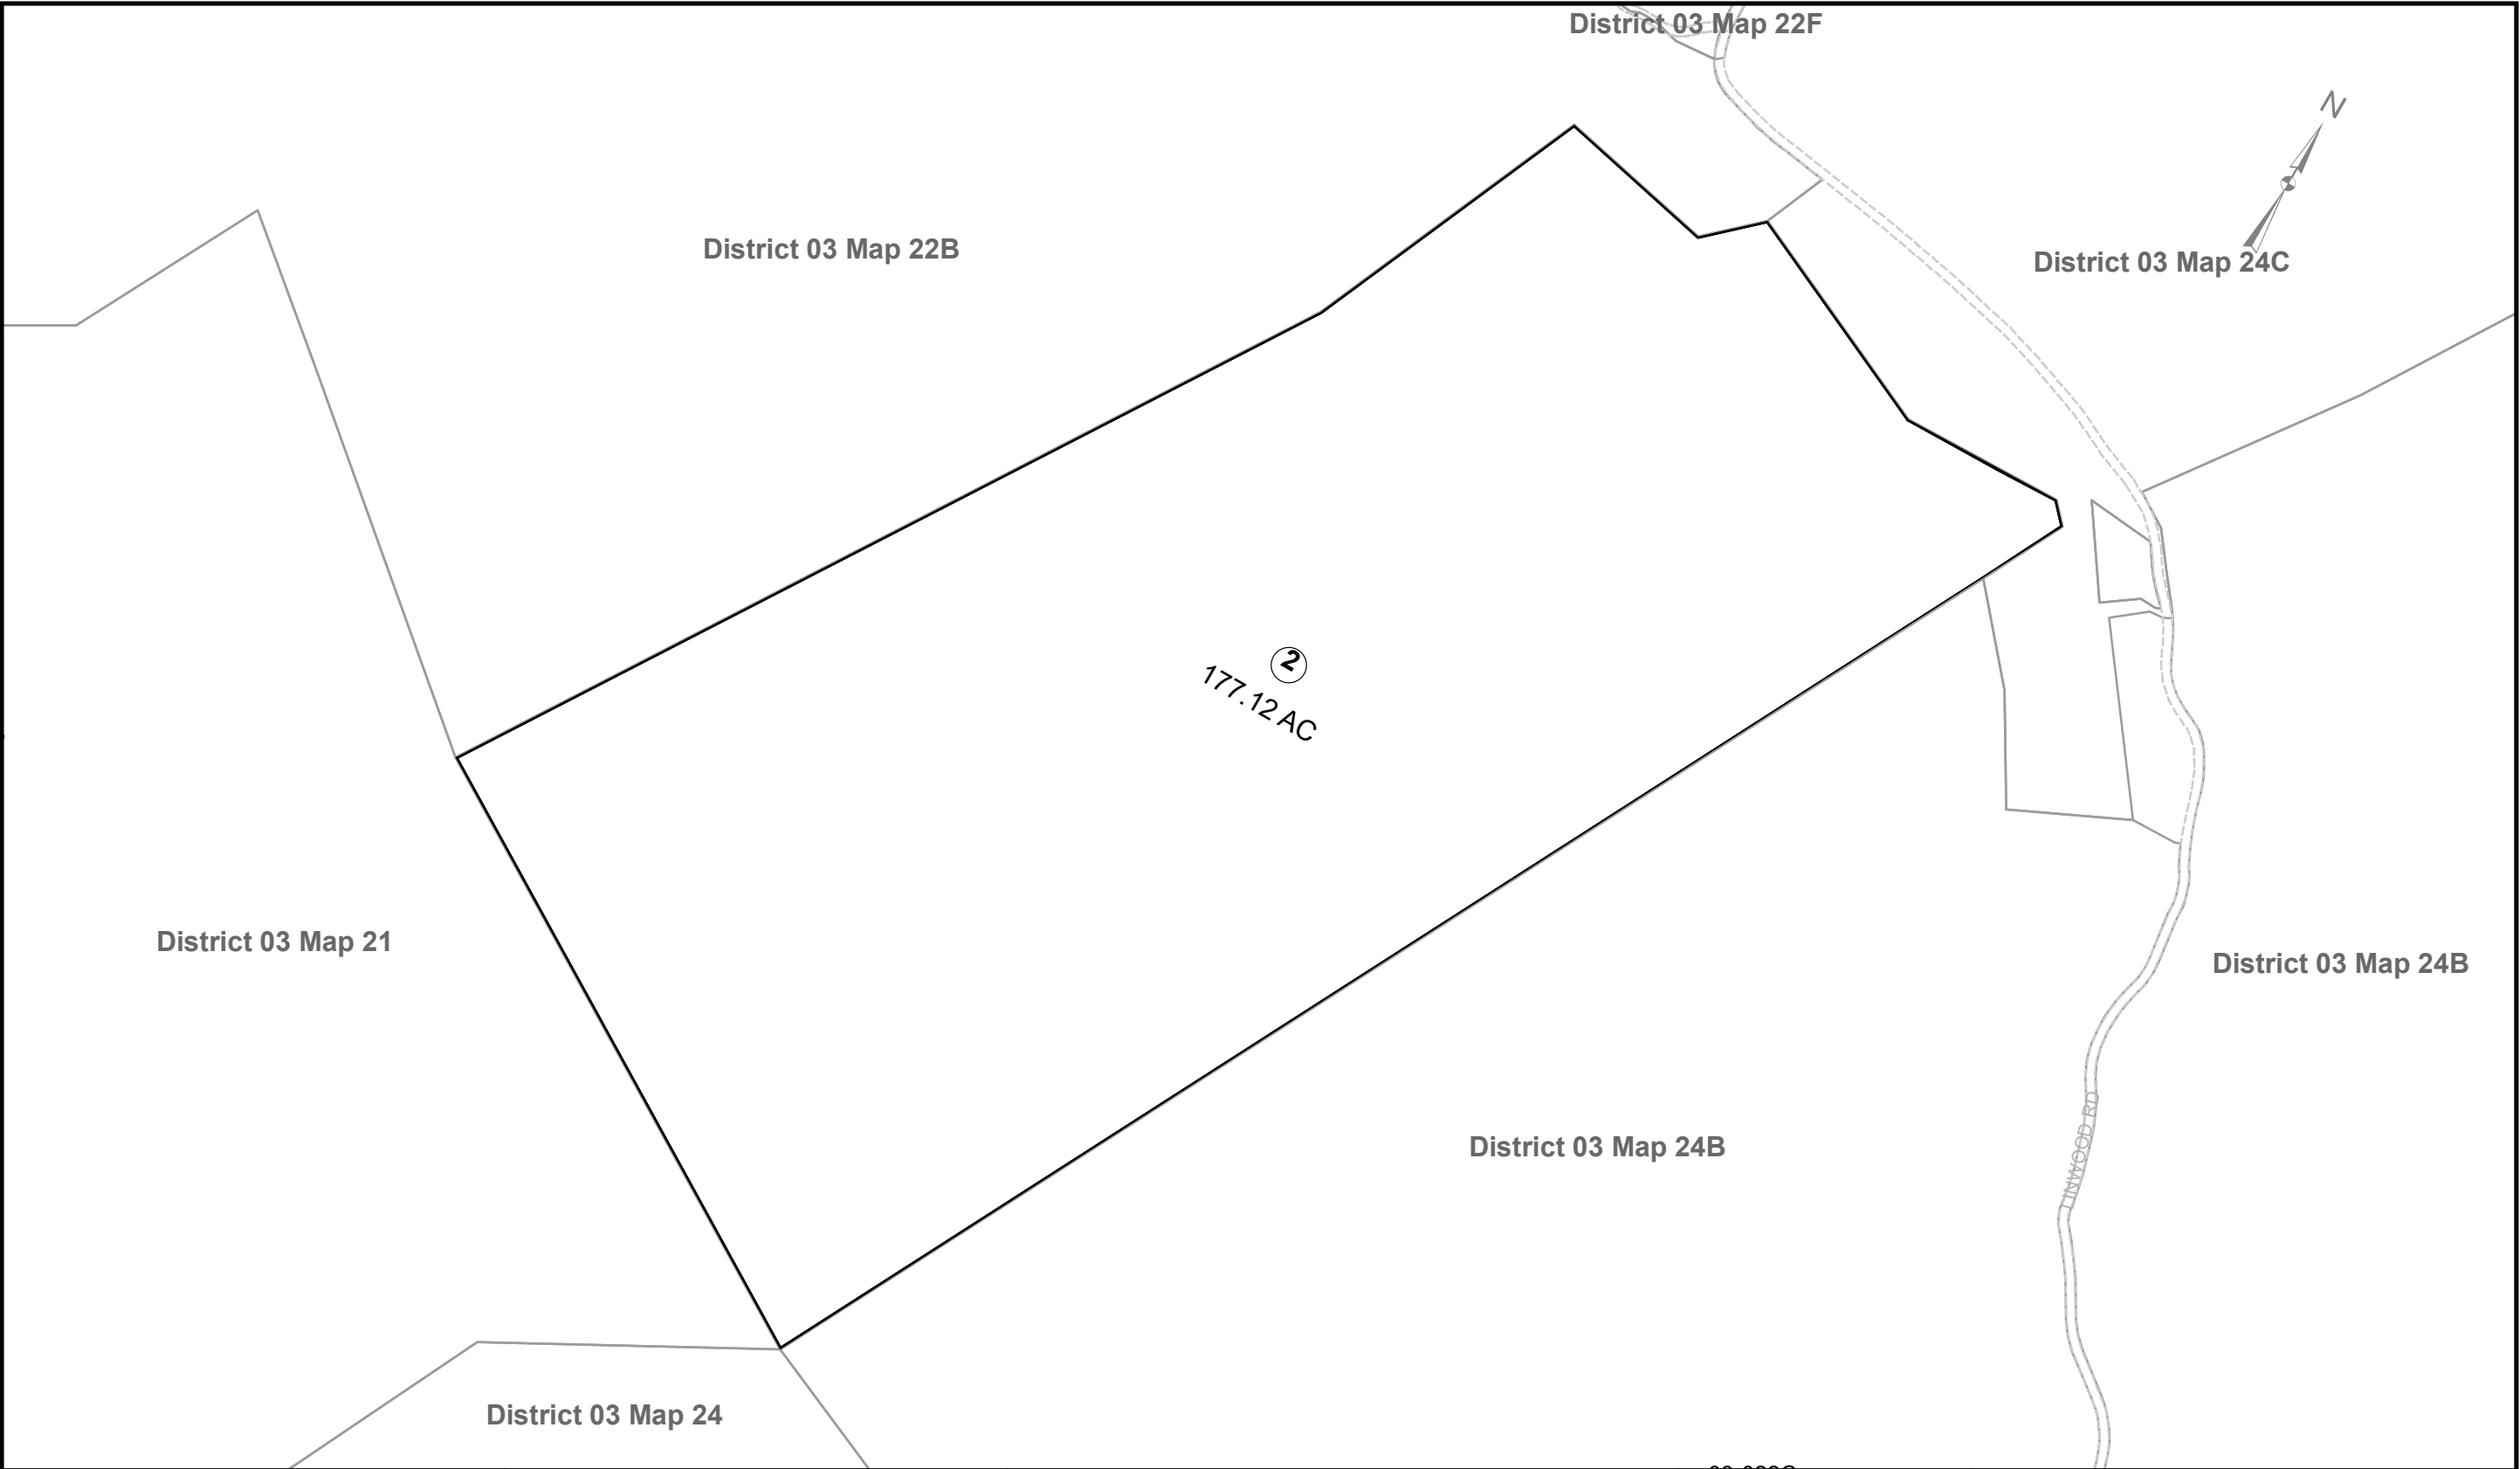 District 03 Map 22F
N
District 03 Map 22B
District 03 Map 24C
2
177.12 AC
District 03 Map 21
District 03 Map 24B
District 03 Map 24B
LINWOOD RD
District 03 Map 24